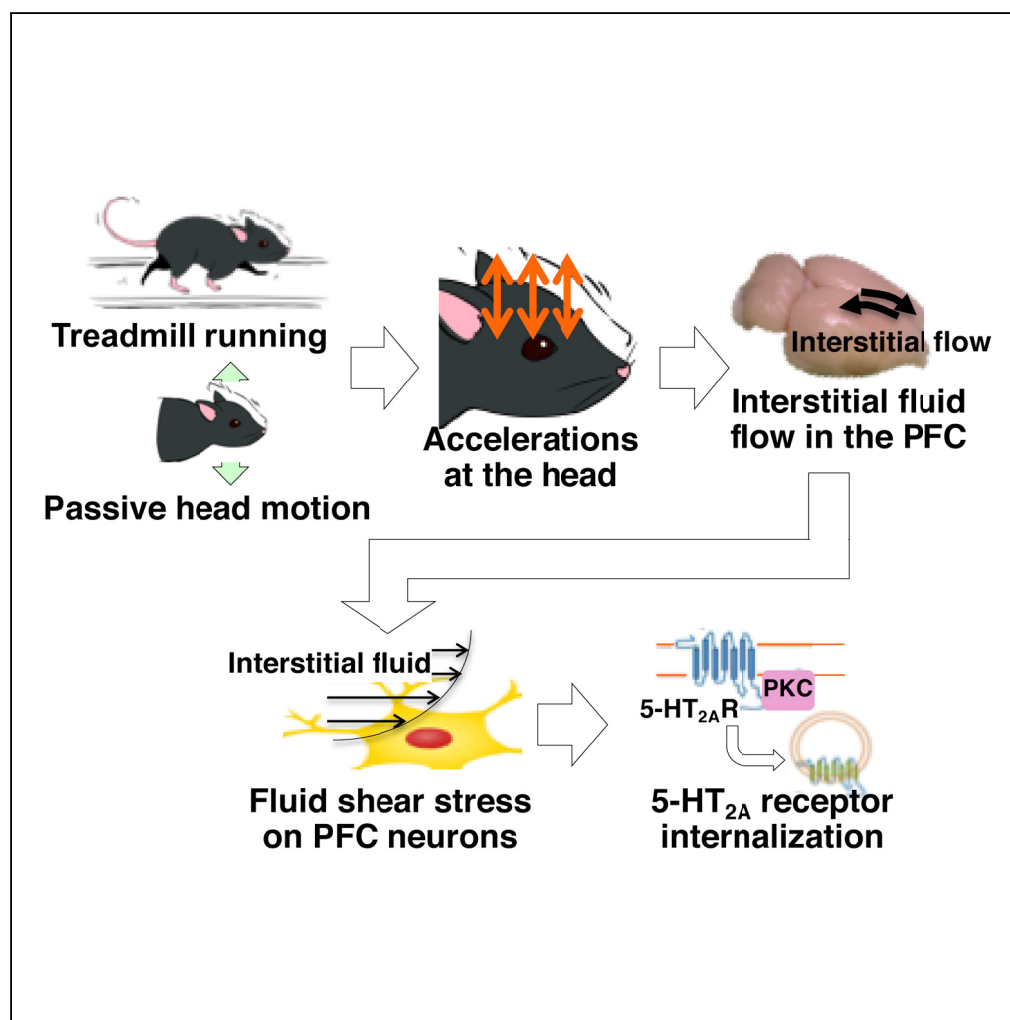 Treadmill running
Passive head motion
Accelerations
at the head
Interstitial flow
Interstitial fluid
flow in the PFC
Interstitial fluid
Fluid shear stress
on PFC neurons
PKC
5-HT₂ₐR
5-HT₂ₐ receptor
internalization